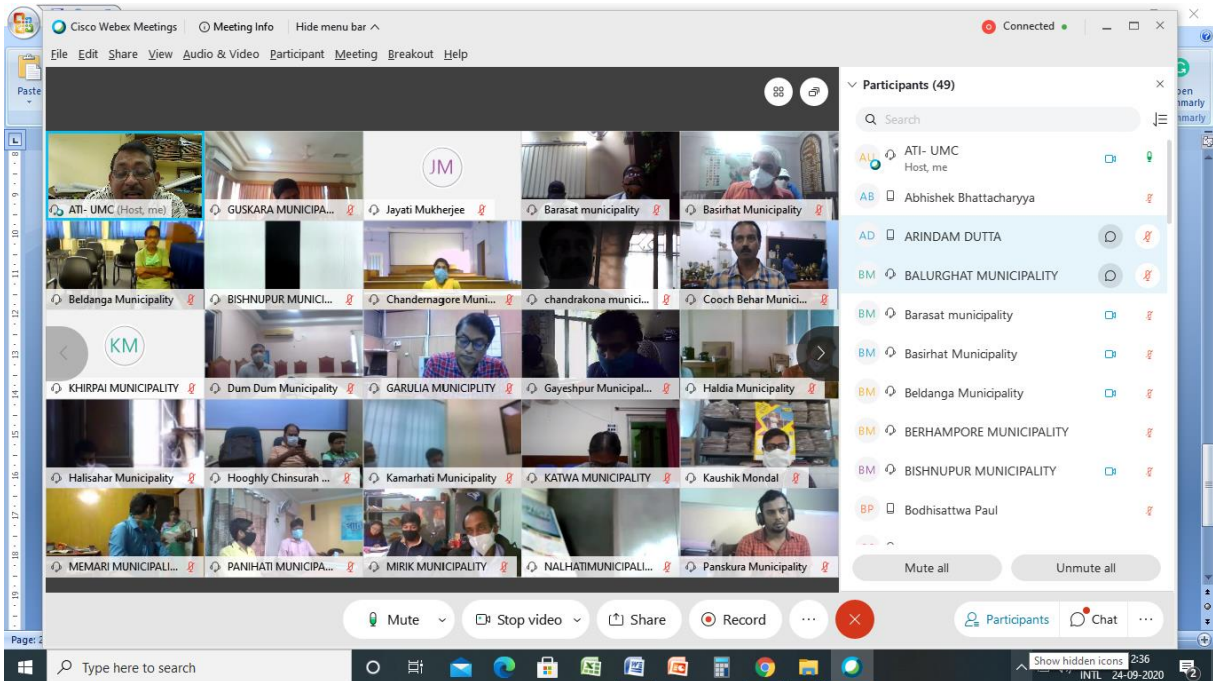 Cisco Webex Meetings
Meeting Info
Hide menu bar
Connected
File Edit Share View Audio & Video Participant Meeting Breakout Help
Paste
ATI- UMC (Host, me)
GUSKARA MUNICIPA...
JM
Jayati Mukherjee
Barasat municipality
Basirhat Municipality
Beldanga Municipality
BISHNUPUR MUNICI...
Chandernagore Muni...
chandrakona munici...
Cooch Behar Munici...
KM
KHIRPAI MUNICIPALITY
Dum Dum Municipality
GARULIA MUNICIPLITY
Gayeshpur Municipal...
Haldia Municipality
Halisahar Municipality
Hooghly Chinsurah ...
Kamarhati Municipality
KATWA MUNICIPALITY
Kaushik Mondal
MEMARI MUNICIPALI...
PANIHATI MUNICIPA...
MIRIK MUNICIPALITY
NALHATIMUNICIPALI...
Panskura Municipality
Participants (49)
Search
ATI- UMC
Host, me
AB Abhishek Bhattacharyya
AD ARINDAM DUTTA
BM BALURGHAT MUNICIPALITY
BM Barasat municipality
BM Basirhat Municipality
BM Beldanga Municipality
BM BERHAMPORE MUNICIPALITY
BM BISHNUPUR MUNICIPALITY
BP Bodhisattwa Paul
Mute all
Unmute all
Mute
Stop video
Share
Record
Participants
Chat
Page: 2
Type here to search
Show hidden icons
2:36
INTL 24-09-2020
2